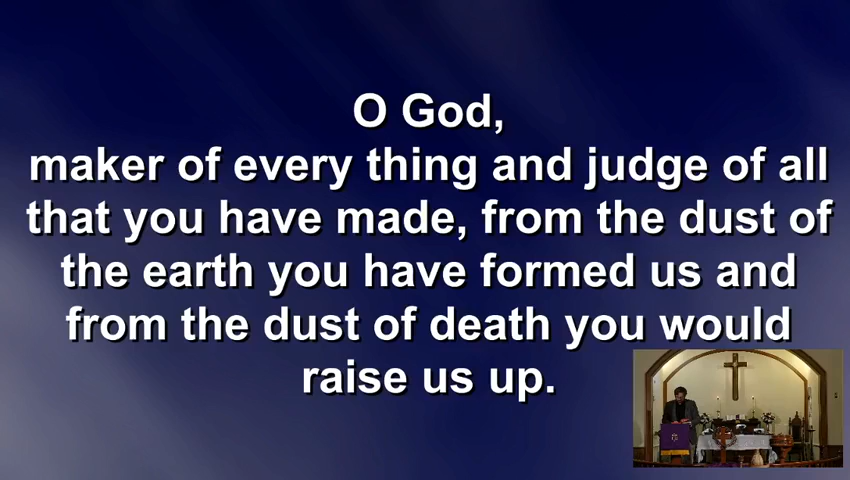 O God,
maker of every thing and judge of all
that you have made, from the dust of
the earth you have formed us and
from the dust of death you would
raise us up.